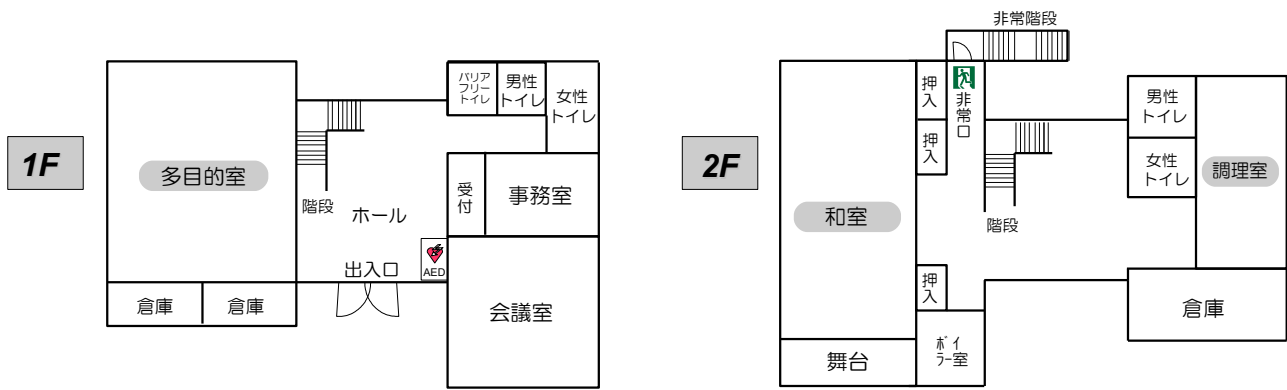 1F
多目的室
倉庫
倉庫
階段
ホール
出入口
AED
バリア
フリー
トイレ
男性
トイレ
女性
トイレ
受付
事務室
会議室
2F
非常階段
非常口
押入
押入
押入
和室
舞台
ボイ
ラー室
階段
男性
トイレ
女性
トイレ
調理室
倉庫